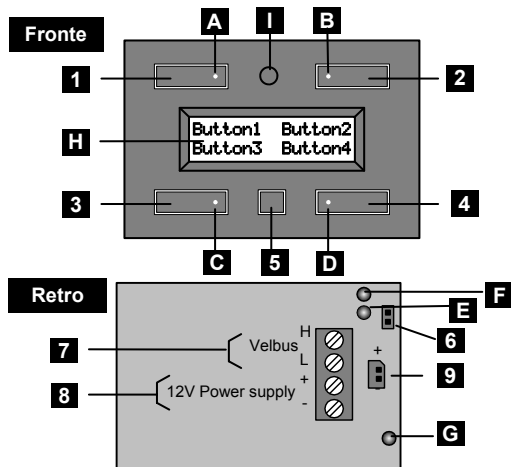 Fronte
A
I
B
1
2
H
Button1 Button2
Button3 Button4
3
4
C
5
D
Retro
F
E
6
7
Velbus
H
L
+
-
8
12V Power supply
+
9
G